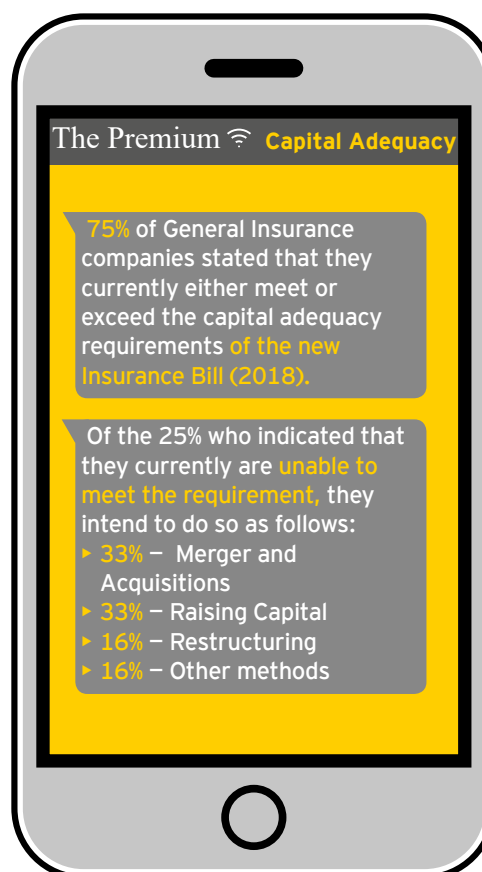 The Premium Capital Adequacy
75% of General Insurance
companies stated that they
currently either meet or
exceed the capital adequacy
requirements of the new
Insurance Bill (2018).
Of the 25% who indicated that
they currently are unable to
meet the requirement, they
intend to do so as follows:
► 33% – Merger and
Acquisitions
► 33% – Raising Capital
► 16% – Restructuring
► 16% – Other methods